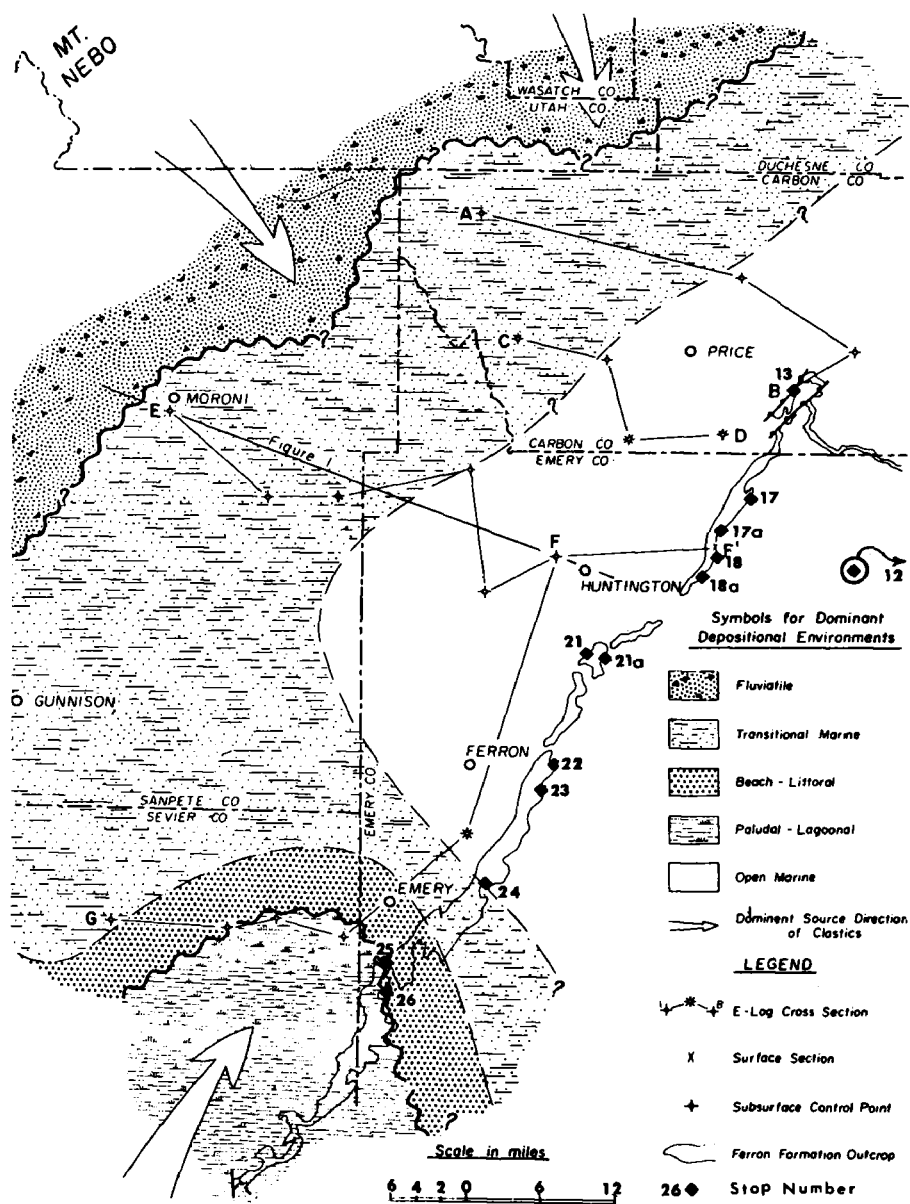 MT.
NEBO
WASATCH CO
UTAH CO.
DUCHESNE CO
CARBON CO
A
C
PRICE
13
B
E
MORONI
D
Figure 1
CARBON CO
EMERY CO.
17
17a
F
F'
18
HUNTINGTON
18a
12
Symbols for Dominant
Depositional Environments
21
21a
GUNNISON
Fluviatile
Transitional Marine
FERRON
22
23
Beach - Littoral
SANPETE CO
SEVIER CO.
EMERY CO
Paludal - Lagoonal
24
EMERY
Open Marine
G
Dominent Source Direction
of Clastics
25
LEGEND
26
E-Log Cross Section
X Surface Section
Subsurface Control Point
Scale in miles
Ferron Formation Outcrop
6 4 2 0 6 12
26 Stop Number